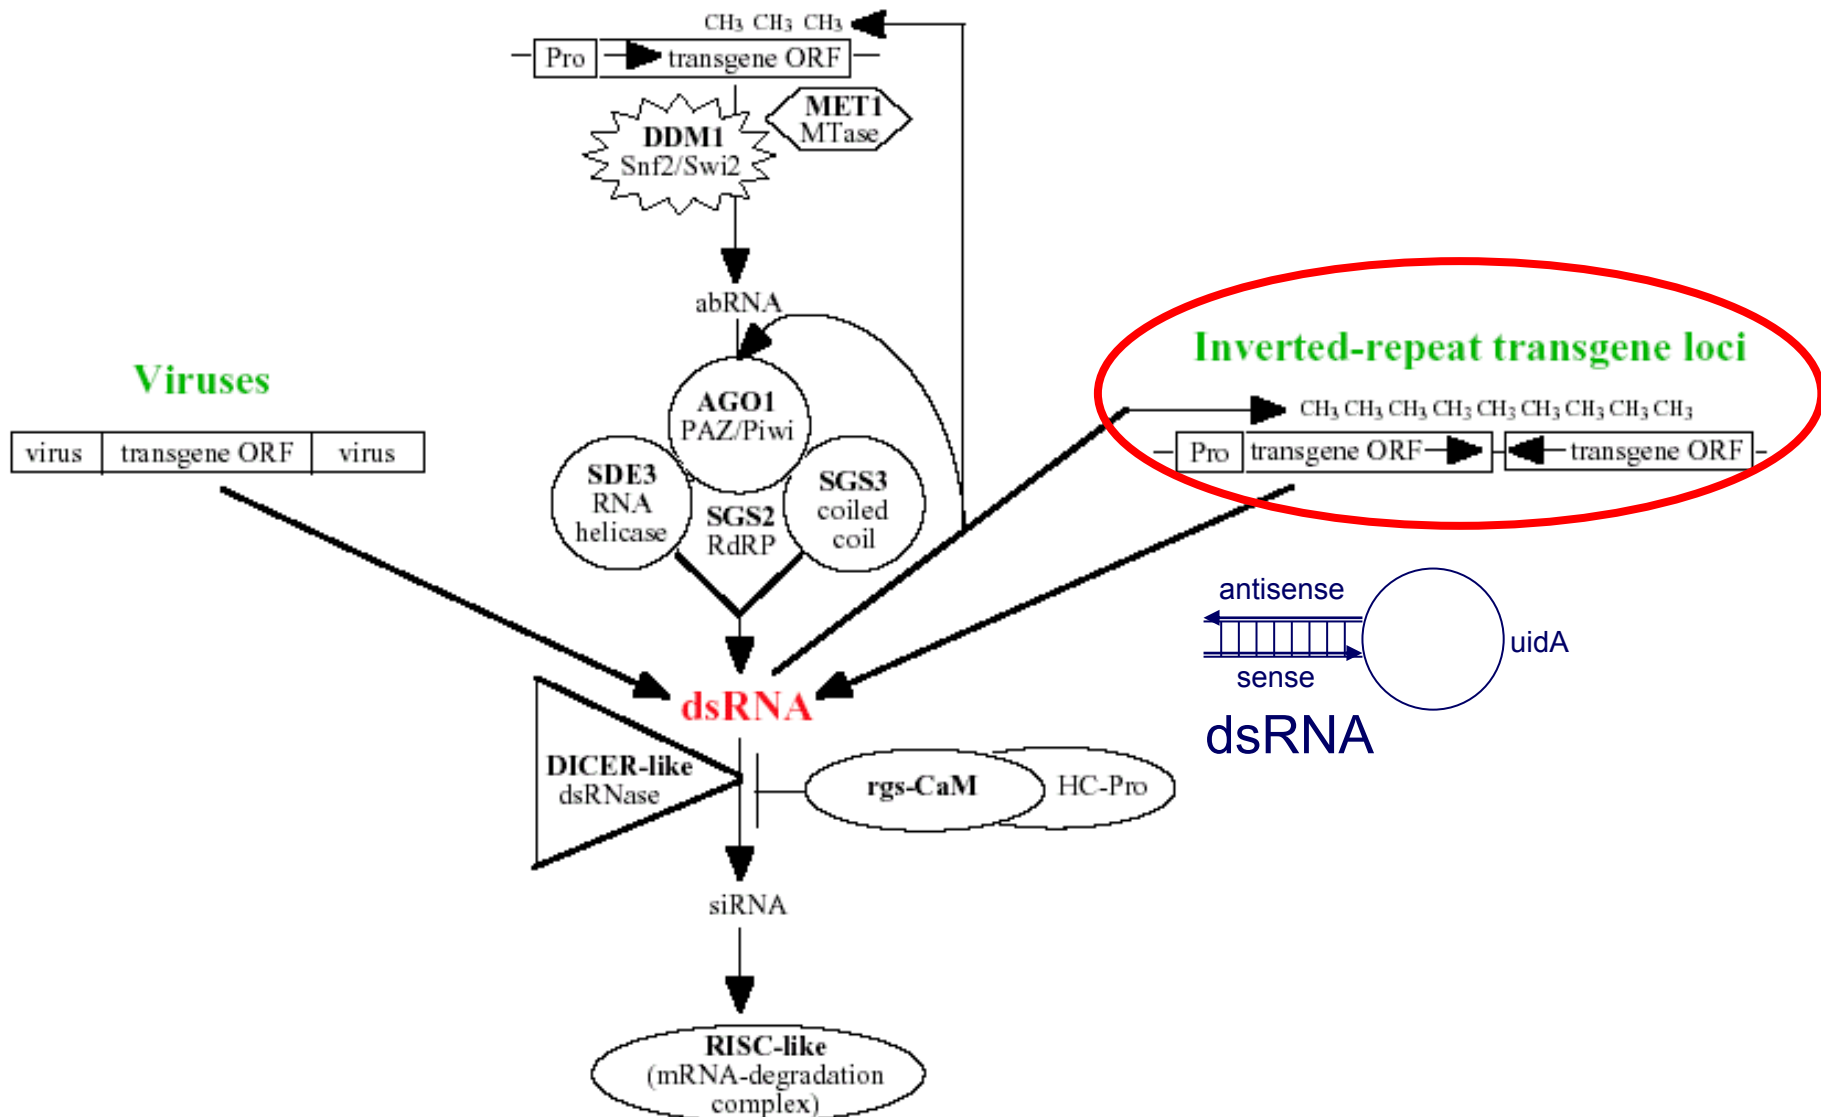 CH3 CH3 CH3
Pro transgene ORF
MET1
MTase
DDM1
Snf2/Swi2
abRNA
Viruses
virus transgene ORF virus
AGO1
PAZ/Piwi
SDE3
RNA
helicase
SGS2
RdRP
SGS3
coiled
coil
Inverted-repeat transgene loci
CH3 CH3 CH3 CH3 CH3 CH3 CH3 CH3 CH3
Pro transgene ORF transgene ORF
antisense
sense
uidA
dsRNA
dsRNA
DICER-like
dsRNase
rgs-CaM
HC-Pro
siRNA
RISC-like
(mRNA-degradation
complex)